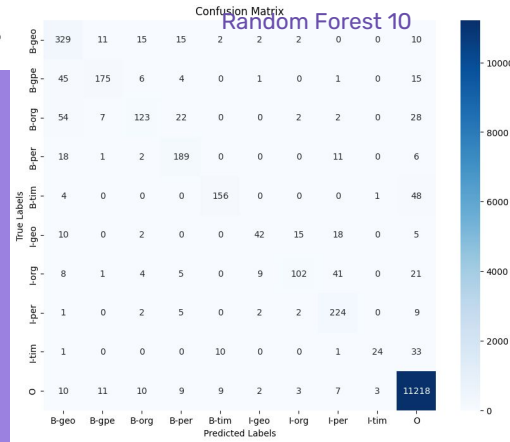 Confusion Matrix
Random Forest 10
True Labels
B-geo 329 11 15 15 2 2 2 0 0 10
B-gpe 45 175 6 4 0 1 0 1 0 15
B-org 54 7 123 22 0 0 2 2 0 28
B-per 18 1 2 189 0 0 0 11 0 6
B-tim 4 0 0 0 156 0 0 0 1 48
I-geo 10 0 2 0 0 42 15 18 0 5
I-org 8 1 4 5 0 9 102 41 0 21
I-per 1 0 2 5 0 2 2 224 0 9
I-tim 1 0 0 0 10 0 0 1 24 33
O 10 11 10 9 9 2 3 7 3 11218
B-geo B-gpe B-org B-per B-tim I-geo I-org I-per I-tim O
Predicted Labels
10000
8000
6000
4000
2000
0